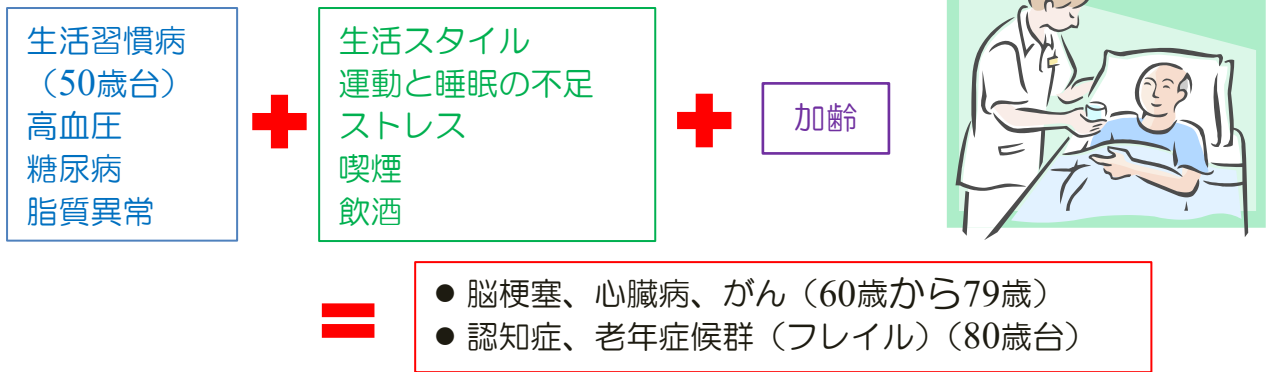 生活習慣病
（50歳台）
高血圧
糖尿病
脂質異常
生活スタイル
運動と睡眠の不足
ストレス
喫煙
飲酒
加齢
● 脳梗塞、心臓病、がん（60歳から79歳）
● 認知症、老年症候群（フレイル）（80歳台）